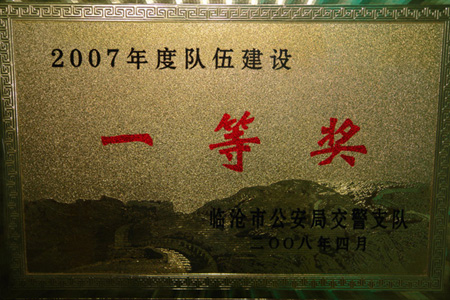 2007年度队伍建设
一等奖
临沧市公安局交警支队
二〇〇八年四月